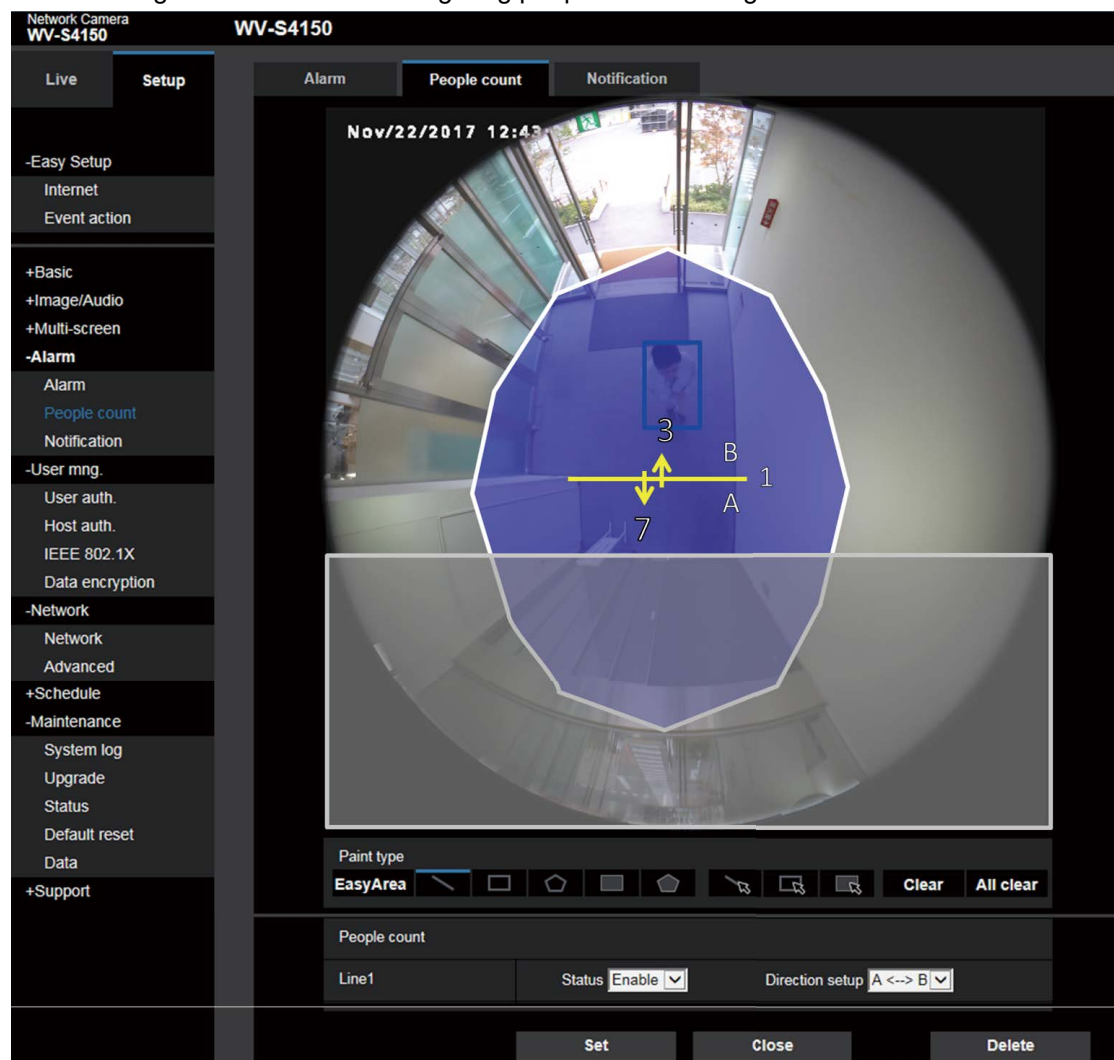 Network Camera
WV-S4150
WV-S4150
Live
Setup
Alarm
People count
Notification
Nov/22/2017 12:43
-Easy Setup
Internet
Event action
+Basic
+Image/Audio
+Multi-screen
-Alarm
Alarm
People count
Notification
-User mng.
User auth.
Host auth.
IEEE 802.1X
Data encryption
-Network
Network
Advanced
+Schedule
-Maintenance
System log
Upgrade
Status
Default reset
Data
+Support
3
B
1
A
7
Paint type
EasyArea
Clear
All clear
People count
Line1
Status Enable
Direction setup A <--> B
Set
Close
Delete